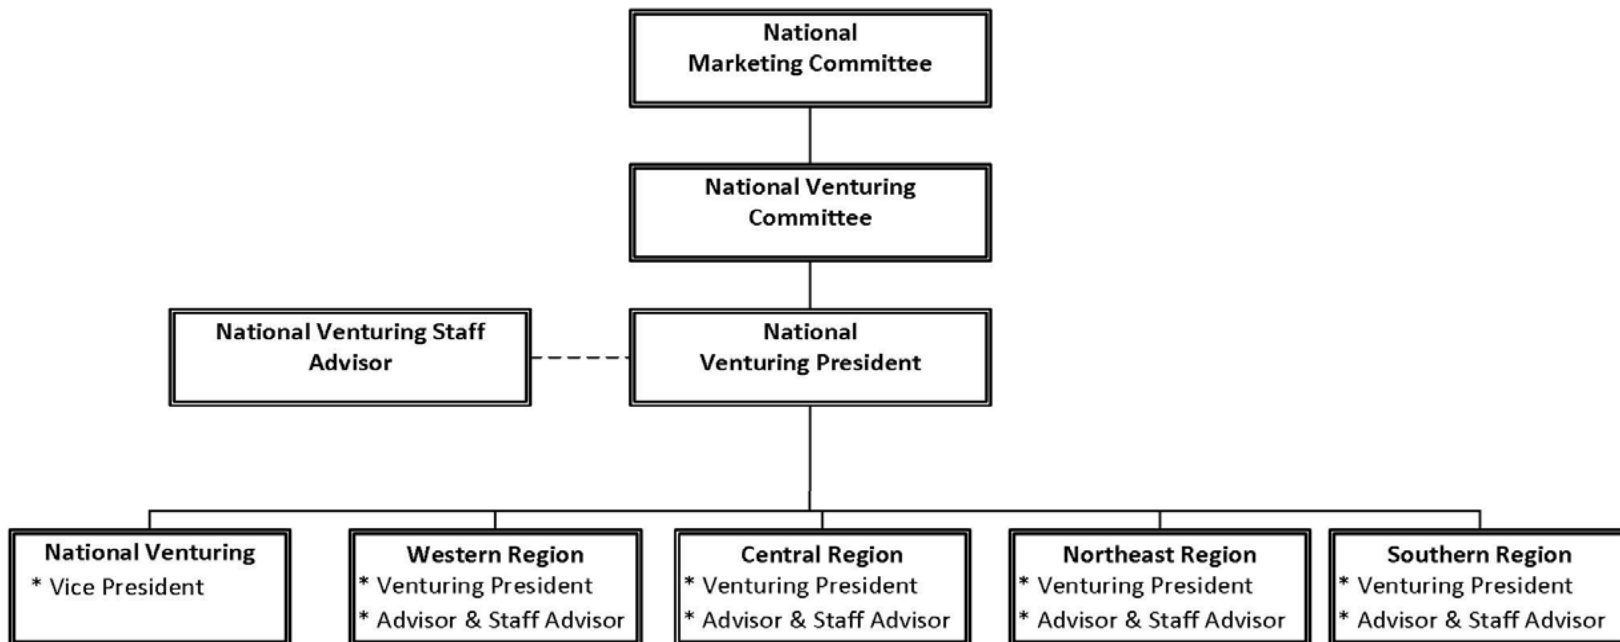 National
Marketing Committee
National Venturing
Committee
National Venturing Staff
Advisor
National
Venturing President
National Venturing
* Vice President
Western Region
* Venturing President
* Advisor & Staff Advisor
Central Region
* Venturing President
* Advisor & Staff Advisor
Northeast Region
* Venturing President
* Advisor & Staff Advisor
Southern Region
* Venturing President
* Advisor & Staff Advisor